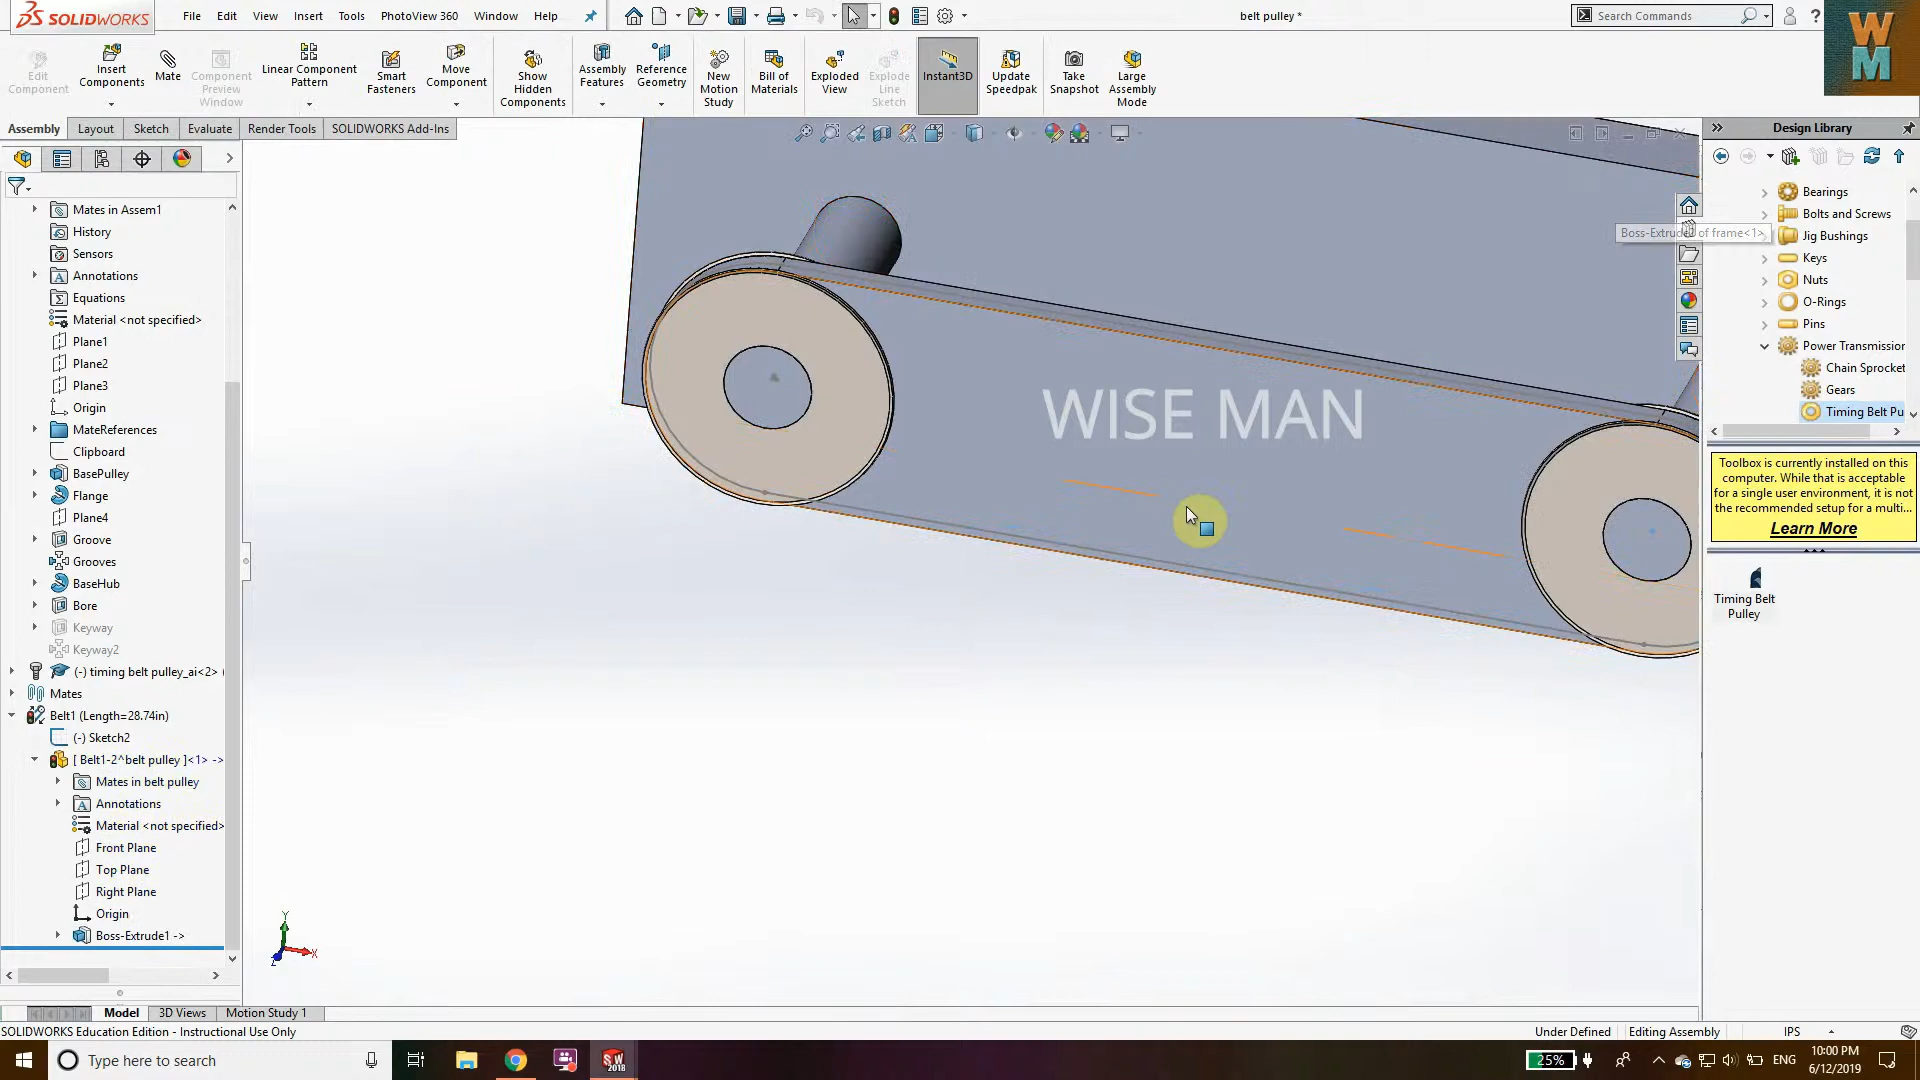 SOLIDWORKS File Edit View Insert Tools PhotoView 360 Window Help belt pulley * Search Commands ?
WM
Edit Component
Insert Components
Mate
Component Preview Window
Linear Component Pattern
Smart Fasteners
Move Component
Show Hidden Components
Assembly Features
Reference Geometry
New Motion Study
Bill of Materials
Exploded View
Explode Line Sketch
Instant3D
Update Speedpak
Take Snapshot
Large Assembly Mode
Assembly Layout Sketch Evaluate Render Tools SOLIDWORKS Add-Ins
Mates in Assem1
History
Sensors
Annotations
Equations
Material <not specified>
Plane1
Plane2
Plane3
Origin
MateReferences
Clipboard
BasePulley
Flange
Plane4
Groove
Grooves
BaseHub
Bore
Keyway
Keyway2
(-) timing belt pulley_ai<2> (
Mates
Belt1 (Length=28.74in)
(-) Sketch2
[ Belt1-2^belt pulley ]<1> ->
Mates in belt pulley
Annotations
Material <not specified>
Front Plane
Top Plane
Right Plane
Origin
Boss-Extrude1 ->
WISE MAN
Y
X
Z
Boss-Extrude1 of frame<1>
Design Library
Bearings
Bolts and Screws
Jig Bushings
Keys
Nuts
O-Rings
Pins
Power Transmission
Chain Sprocket
Gears
Timing Belt Pu
Toolbox is currently installed on this
computer. While that is acceptable
for a single user environment, it is not
the recommended setup for a multi...
Learn More
Timing Belt
Pulley
Model 3D Views Motion Study 1
SOLIDWORKS Education Edition - Instructional Use Only Under Defined Editing Assembly IPS
Type here to search
SW
2018
25%
ENG
10:00 PM
6/12/2019